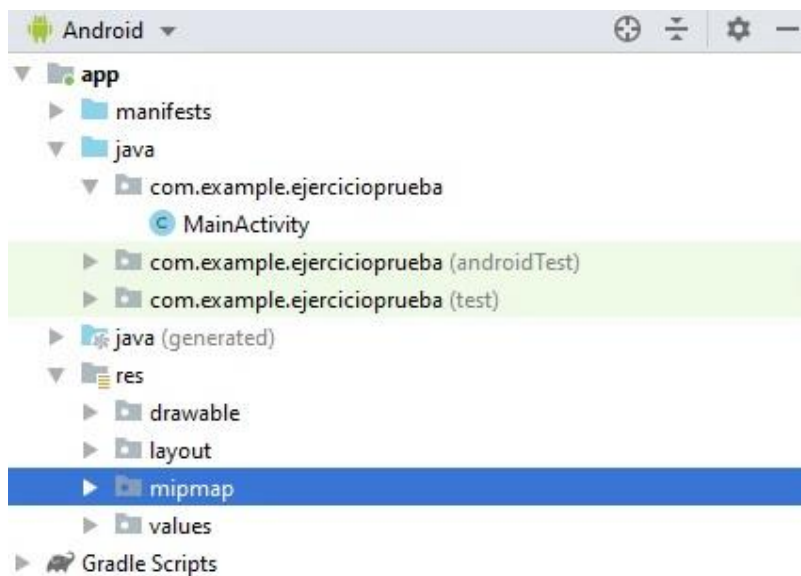 Android
app
manifests
java
com.example.ejercicioprueba
C MainActivity
com.example.ejercicioprueba (androidTest)
com.example.ejercicioprueba (test)
java (generated)
res
drawable
layout
mipmap
values
Gradle Scripts